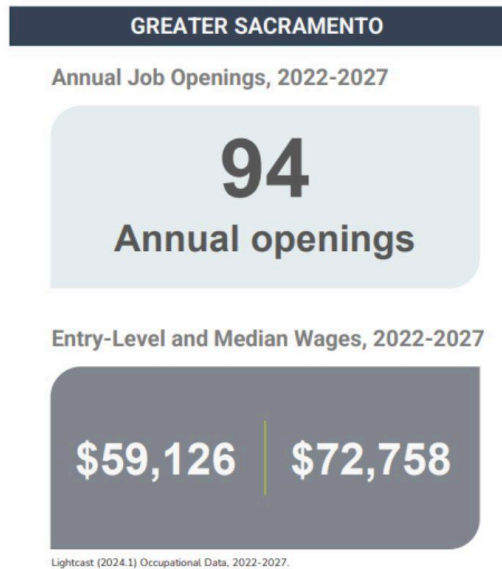 GREATER SACRAMENTO
Annual Job Openings, 2022-2027
94
Annual openings
Entry-Level and Median Wages, 2022-2027
$59,126 $72,758
Lightcast (2024.1) Occupational Data, 2022-2027.